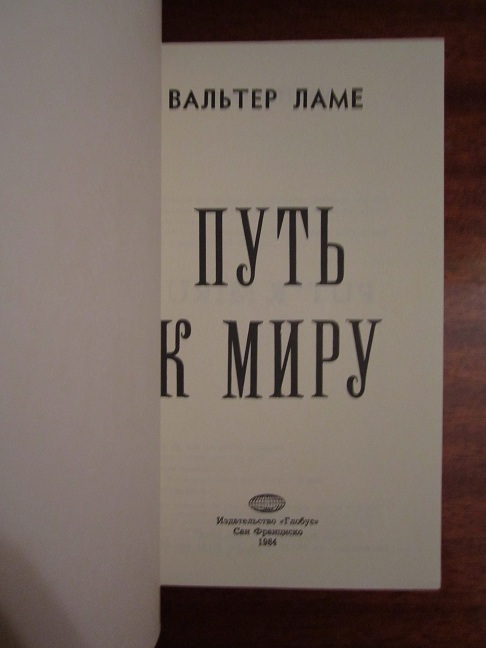 ВАЛЬТЕР ЛАМЕ
ПУТЬ
К МИРУ
Издательство «Глобус»
Сан Франциско
1984